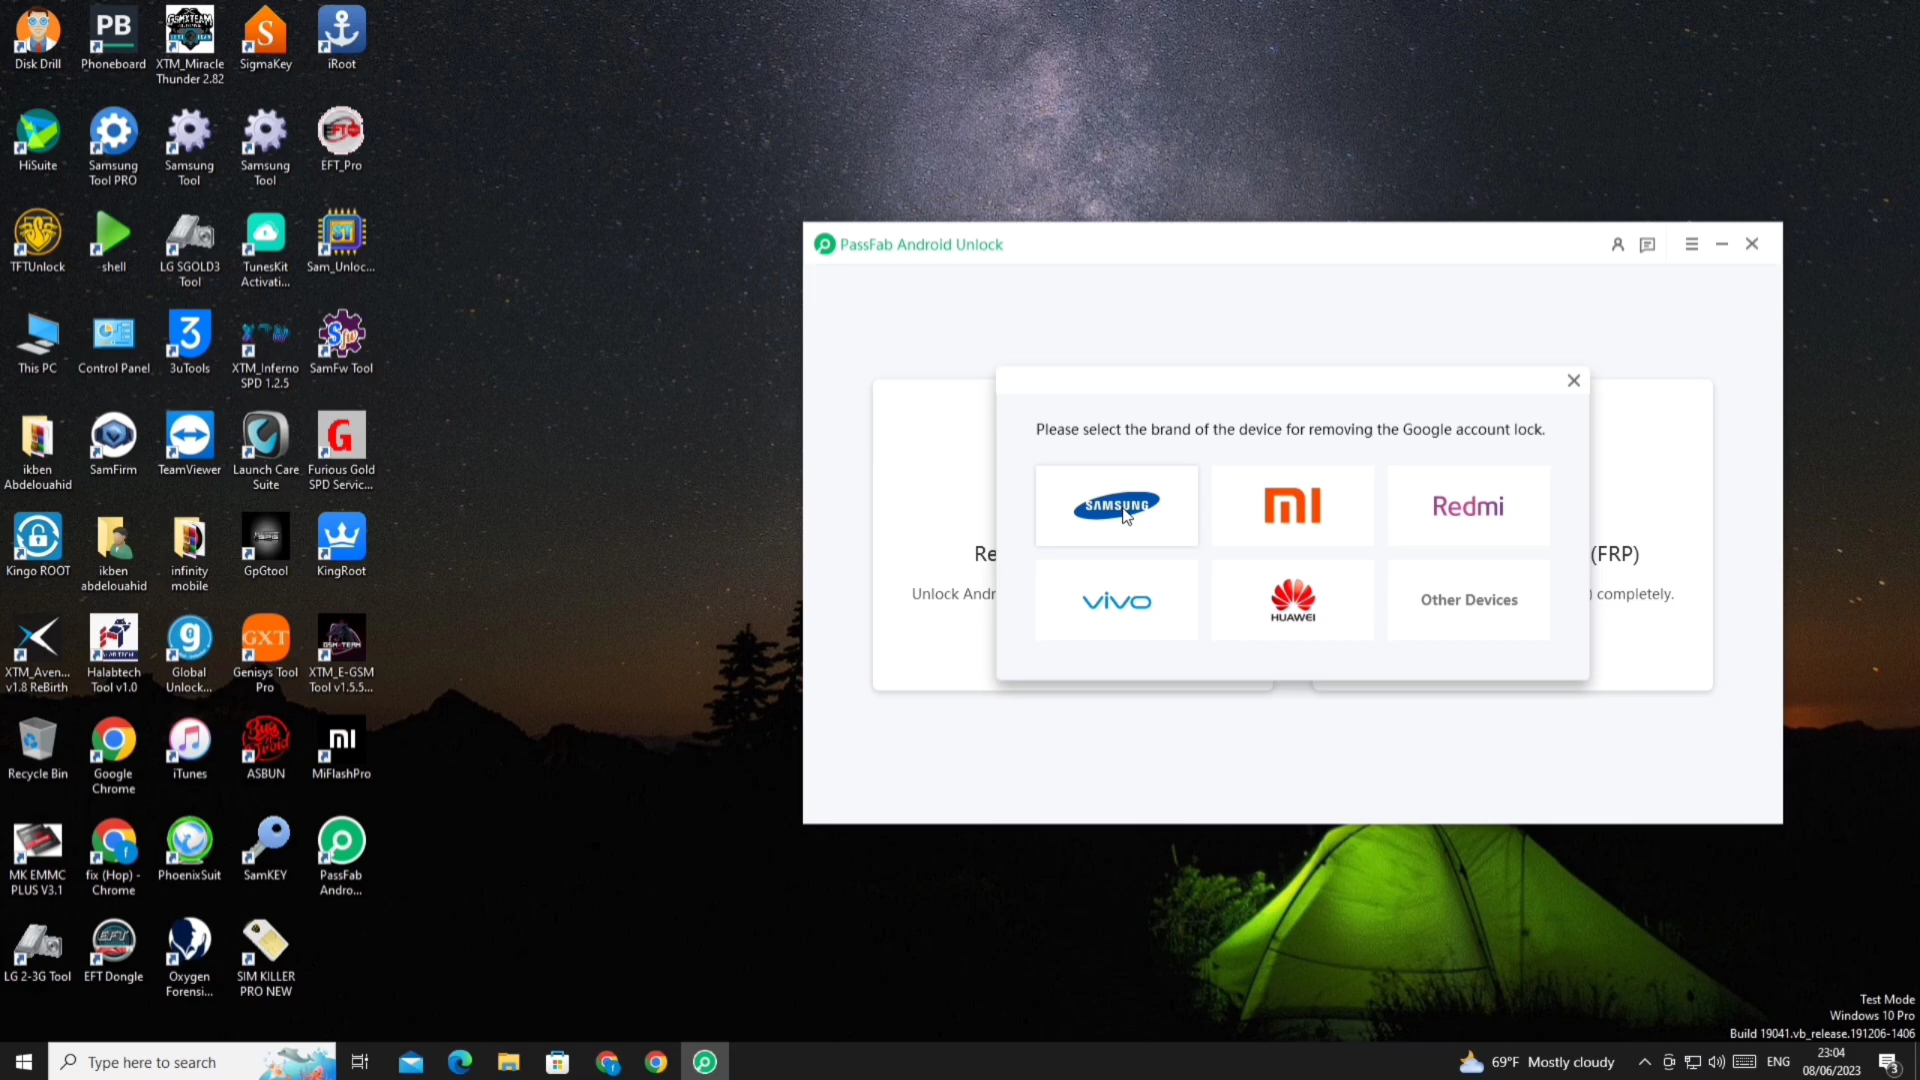 Disk Drill
Phoneboard
XTM_Miracle
Thunder 2.82
SigmaKey
iRoot
HiSuite
Samsung
Tool PRO
Samsung
Tool
Samsung
Tool
EFT_Pro
TFTUnlock
shell
LG SGOLD3
Tool
TunesKit
Activati...
Sam_Unloc...
This PC
Control Panel
3uTools
XTM_Inferno
SPD 1.2.5
SamFw Tool
ikben
Abdelouahid
SamFirm
TeamViewer
Launch Care
Suite
Furious Gold
SPD Servic...
Kingo ROOT
ikben
abdelouahid
infinity
mobile
GpGtool
KingRoot
XTM_Aven...
v1.8 ReBirth
Halabtech
Tool v1.0
Global
Unlock...
Genisys Tool
Pro
XTM_E-GSM
Tool v1.5.5...
Recycle Bin
Google
Chrome
iTunes
ASBUN
MiFlashPro
MK EMMC
PLUS V3.1
fix (Hop) -
Chrome
PhoenixSuit
SamKEY
PassFab
Andro...
LG 2-3G Tool
EFT Dongle
Oxygen
Forensi...
SIM KILLER
PRO NEW
PassFab Android Unlock
Please select the brand of the device for removing the Google account lock.
SAMSUNG
mi
Redmi
vivo
HUAWEI
Other Devices
Re
(FRP)
Unlock Andr
) completely.
Test Mode
Windows 10 Pro
Build 19041.vb_release.191206-1406
Type here to search
69°F Mostly cloudy
ENG
23:04
08/06/2023
3